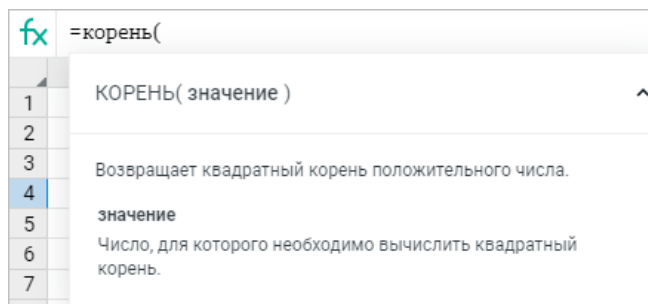 fx =корень(
КОРЕНЬ( значение )
1
2
3
4
5
6
7
Возвращает квадратный корень положительного числа.
значение
Число, для которого необходимо вычислить квадратный
корень.